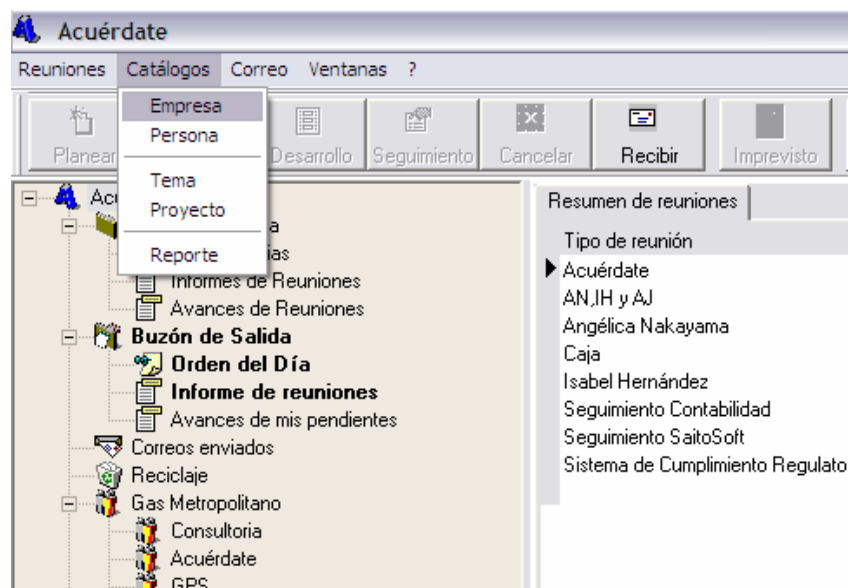 Acuérdate
Reuniones Catálogos Correo Ventanas ?
Empresa
Persona
Tema
Proyecto
Reporte
Planear
Desarrollo
Seguimiento
Cancelar
Recibir
Imprevisto
Informes de Reuniones
Avances de Reuniones
Buzón de Salida
Orden del Día
Informe de reuniones
Avances de mis pendientes
Correos enviados
Reciclaje
Gas Metropolitano
Consultoria
Acuérdate
GPS
Resumen de reuniones
Tipo de reunión
Acuérdate
AN,IH y AJ
Angélica Nakayama
Caja
Isabel Hernández
Seguimiento Contabilidad
Seguimiento SaitoSoft
Sistema de Cumplimiento Regulato